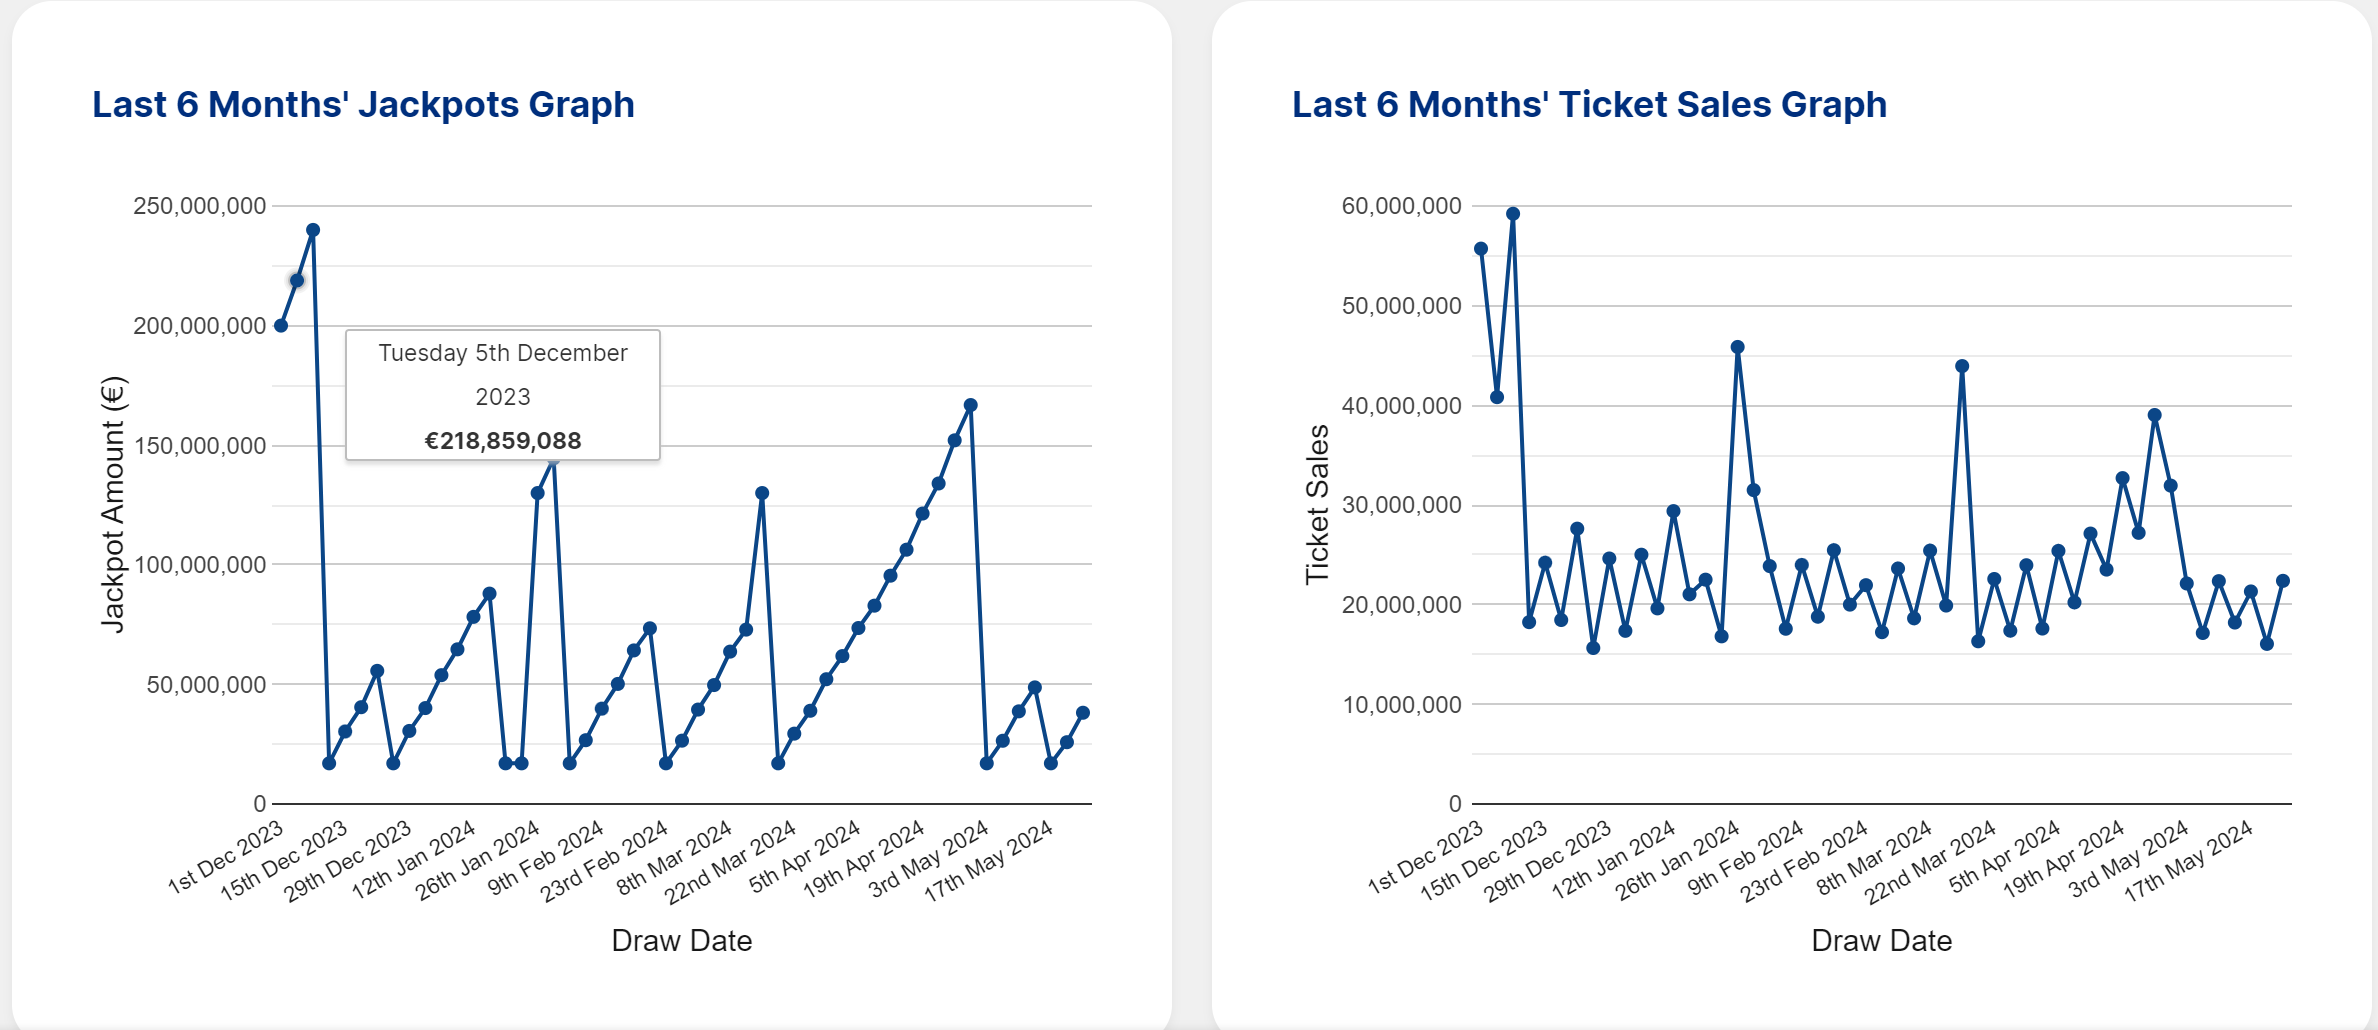 Last 6 Months' Jackpots Graph
250,000,000
200,000,000
150,000,000
100,000,000
50,000,000
0
Jackpot Amount (€)
Tuesday 5th December
2023
€218,859,088
1st Dec 2023
15th Dec 2023
29th Dec 2023
12th Jan 2024
26th Jan 2024
9th Feb 2024
23rd Feb 2024
8th Mar 2024
22nd Mar 2024
5th Apr 2024
19th Apr 2024
3rd May 2024
17th May 2024
Draw Date
Last 6 Months' Ticket Sales Graph
60,000,000
50,000,000
40,000,000
30,000,000
20,000,000
10,000,000
0
Ticket Sales
1st Dec 2023
15th Dec 2023
29th Dec 2023
12th Jan 2024
26th Jan 2024
9th Feb 2024
23rd Feb 2024
8th Mar 2024
22nd Mar 2024
5th Apr 2024
19th Apr 2024
3rd May 2024
17th May 2024
Draw Date